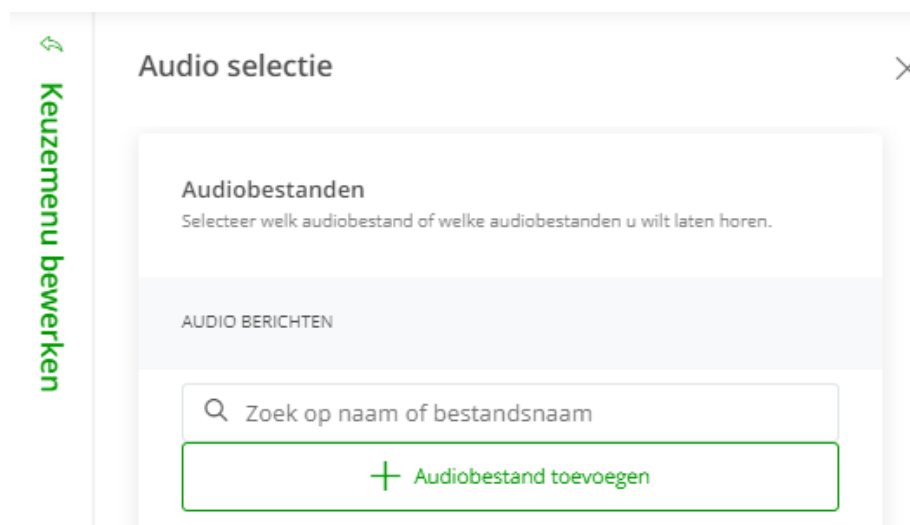 Keuzemenu bewerken
Audio selectie
Audiobestanden
Selecteer welk audiobestand of welke audiobestanden u wilt laten horen.
AUDIO BERICHTEN
Zoek op naam of bestandsnaam
Audiobestand toevoegen